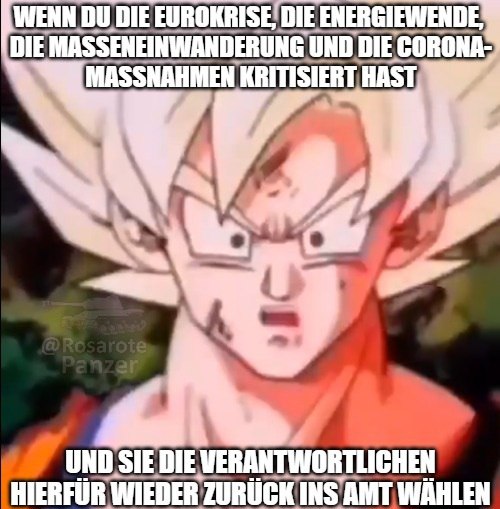 WENN DU DIE EUROKRISE, DIE ENERGIEWENDE,
DIE MASSENEINWANDERUNG UND DIE CORONA-
MASSNAHMEN KRITISIERT HAST
@Rosarote
Panzer
UND SIE DIE VERANTWORTLICHEN
HIERFÜR WIEDER ZURÜCK INS AMT WÄHLEN